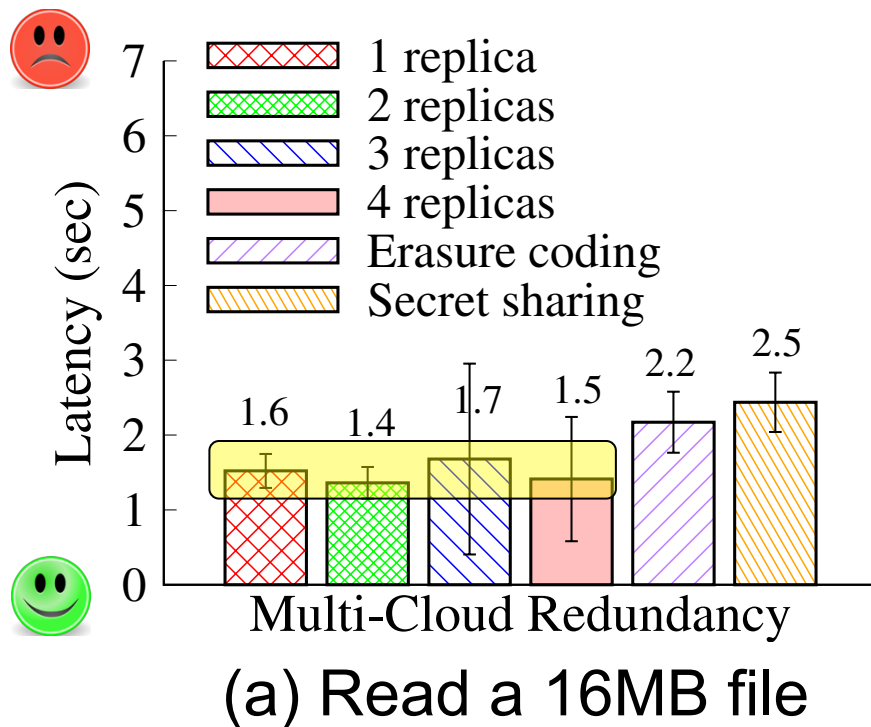 7
6
5
4
3
2
1
0
Latency (sec)
1 replica
2 replicas
3 replicas
4 replicas
Erasure coding
Secret sharing
1.6
1.4
1.7
1.5
2.2
2.5
Multi-Cloud Redundancy
(a) Read a 16MB file